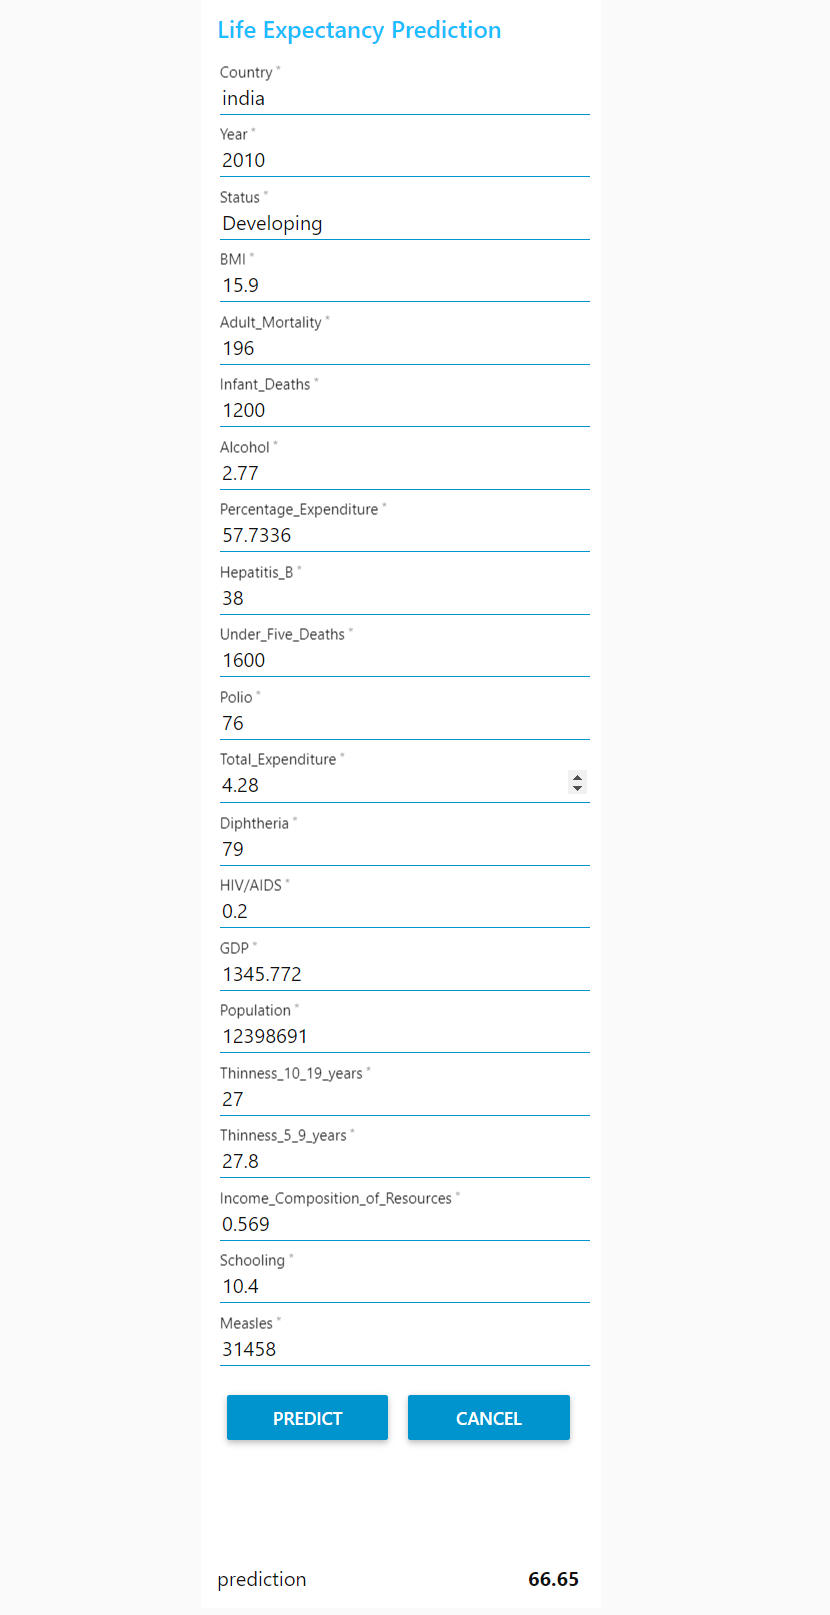 Life Expectancy Prediction
Country *
india
Year *
2010
Status *
Developing
BMI *
15.9
Adult_Mortality *
196
Infant_Deaths *
1200
Alcohol *
2.77
Percentage_Expenditure *
57.7336
Hepatitis_B *
38
Under_Five_Deaths *
1600
Polio *
76
Total_Expenditure *
4.28
Diphtheria *
79
HIV/AIDS *
0.2
GDP *
1345.772
Population *
12398691
Thinness_10_19_years *
27
Thinness_5_9_years *
27.8
Income_Composition_of_Resources *
0.569
Schooling *
10.4
Measles *
31458
PREDICT CANCEL
prediction 66.65